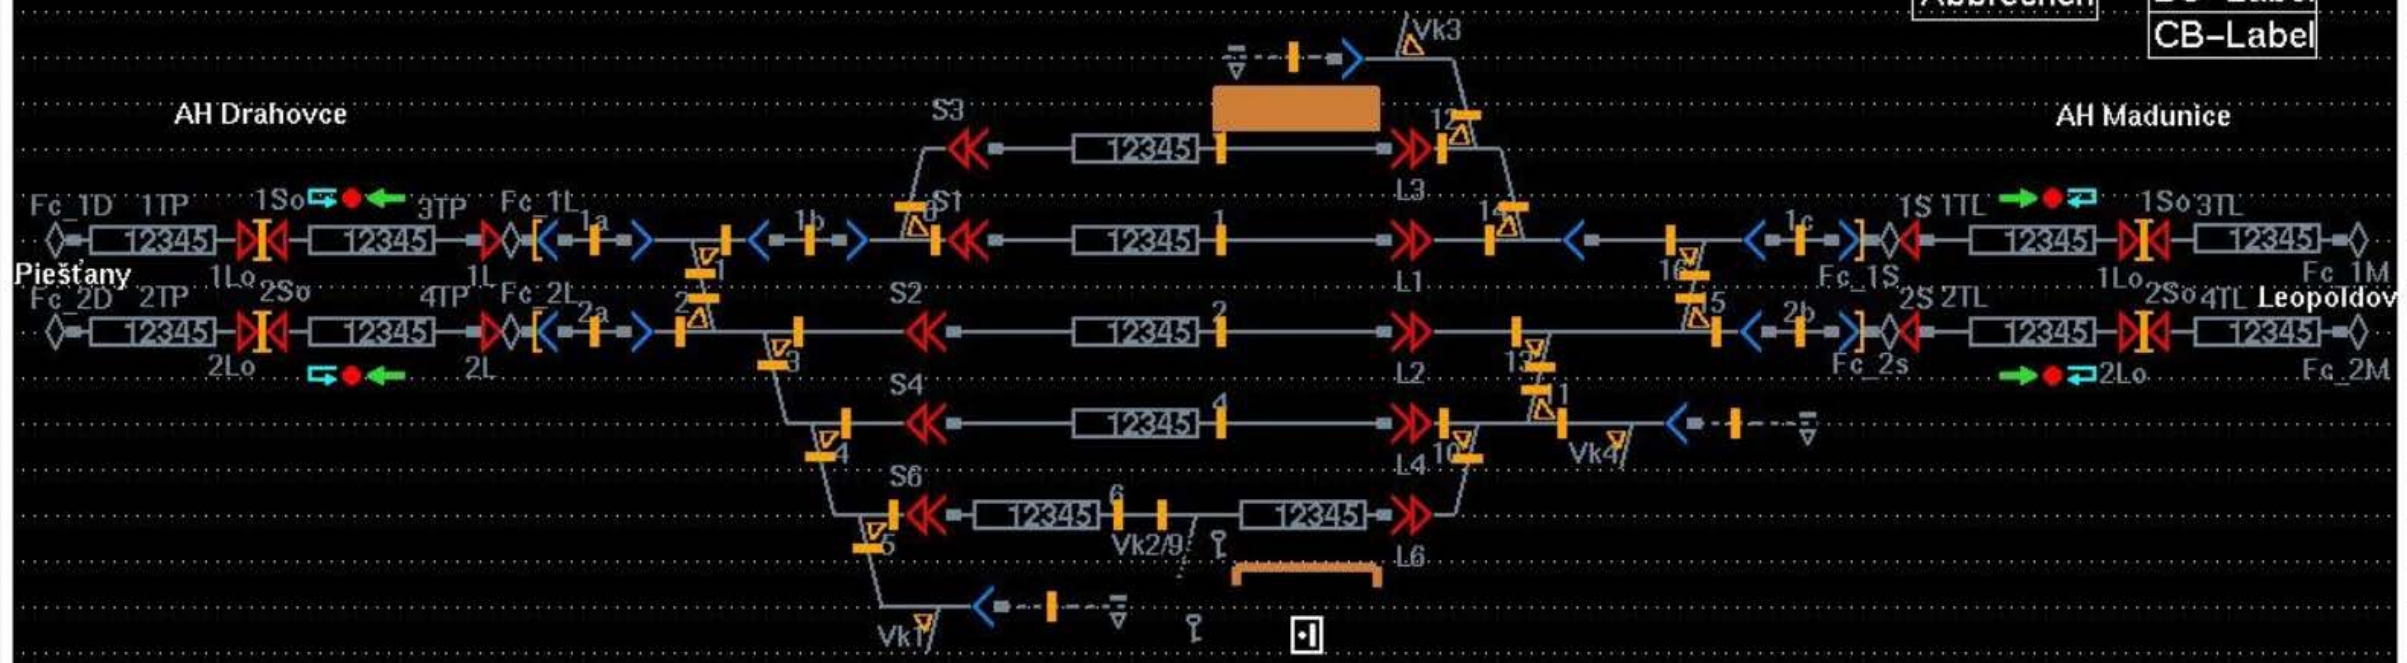 CB-Label
Vk3
AH Drahovce
S3
12
AH Madunice
12345
L3
Fc_1D 1TP 1So 3TP Fc_1L 1a 1b S1 1 1c 1S 1TL 1So 3TL
12345 12345 12345 12345 12345
Piešťany 1Lo 2So 1L 1 L1 16 Fc_1S 1Lo 2So Fc_1M
Fc_2D 2TP 4TP Fc_2L 2a 2 S2 2 2b 2S 2TL 4TL Leopoldov
12345 12345 12345 12345 12345
2Lo 2L 3 L2 13 Fc_2s 2Lo Fc_2M
S4 4
12345
4 L4 10 Vk4
S6 6
12345 12345
5 Vk2/9 L6
Vk1